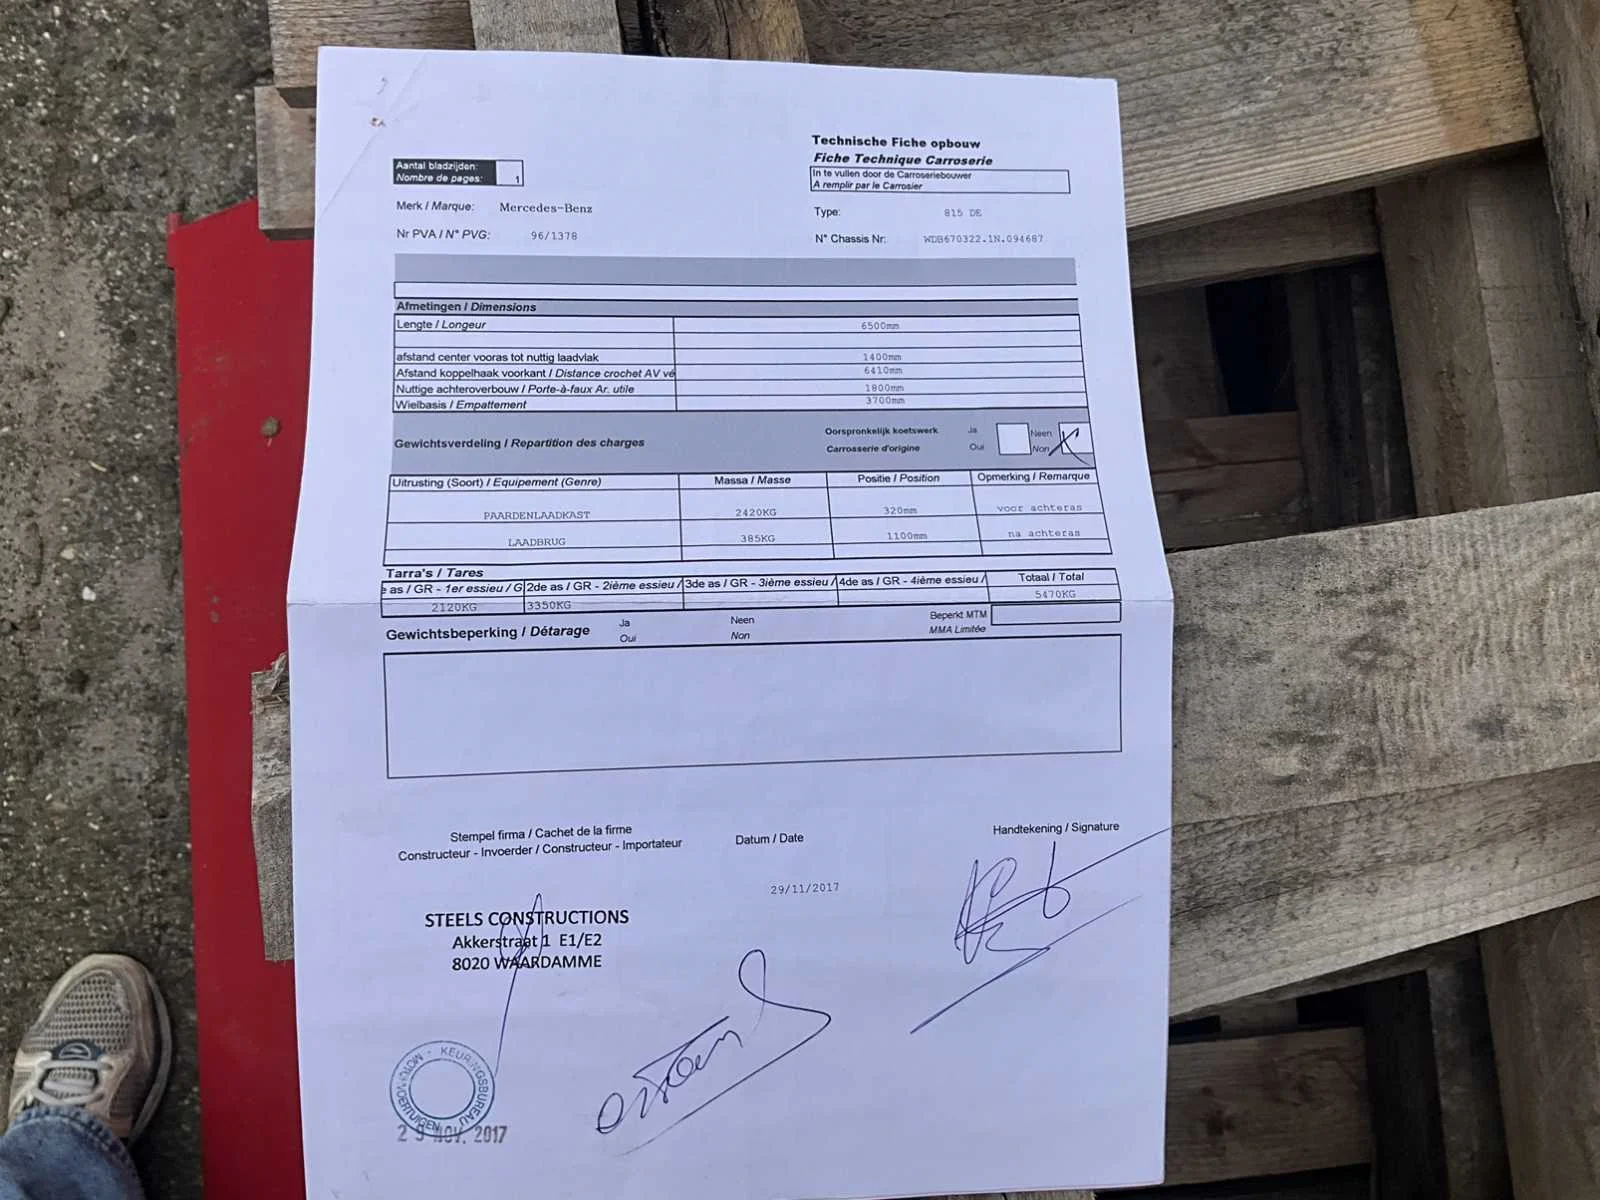 Technische Fiche opbouw
Fiche Technique Carroserie
Aantal bladzijden:
Nombre de pages: 1
In te vullen door de Carroseriebouwer
A remplir par le Carrosier
Merk / Marque: Mercedes-Benz
Type: 815 DE
Nr PVA / N° PVG: 96/1378
N° Chassis Nr: WDB670322.1N.094687
Afmetingen / Dimensions
Lengte / Longeur 6500mm
afstand center vooras tot nuttig laadvlak 1400mm
Afstand koppelhaak voorkant / Distance crochet AV vé 6410mm
Nuttige achteroverbouw / Porte-à-faux Ar. utile 1800mm
Wielbasis / Empattement 3700mm
Gewichtsverdeling / Repartition des charges
Oorspronkelijk koetswerk Ja Neen
Carrosserie d'origine Oui Non X
Uitrusting (Soort) / Equipement (Genre) Massa / Masse Positie / Position Opmerking / Remarque
PAARDENLAADKAST 2420KG 320mm voor achteras
LAADBRUG 385KG 1100mm na achteras
Tarra's / Tares
e as / GR - 1er essieu / G 2de as / GR - 2ième essieu / 3de as / GR - 3ième essieu / 4de as / GR - 4ième essieu / Totaal / Total
2120KG 3350KG 5470KG
Gewichtsbeperking / Détarage
Ja Neen
Oui Non
Beperkt MTM
MMA Limitée
Stempel firma / Cachet de la firme
Constructeur - Invoerder / Constructeur - Importateur
Datum / Date
Handtekening / Signature
29/11/2017
STEELS CONSTRUCTIONS
Akkerstraat 1 E1/E2
8020 WAARDAMME
KEURINGSBUREAU MOTORVOERTUIGEN
29 NOV. 2017